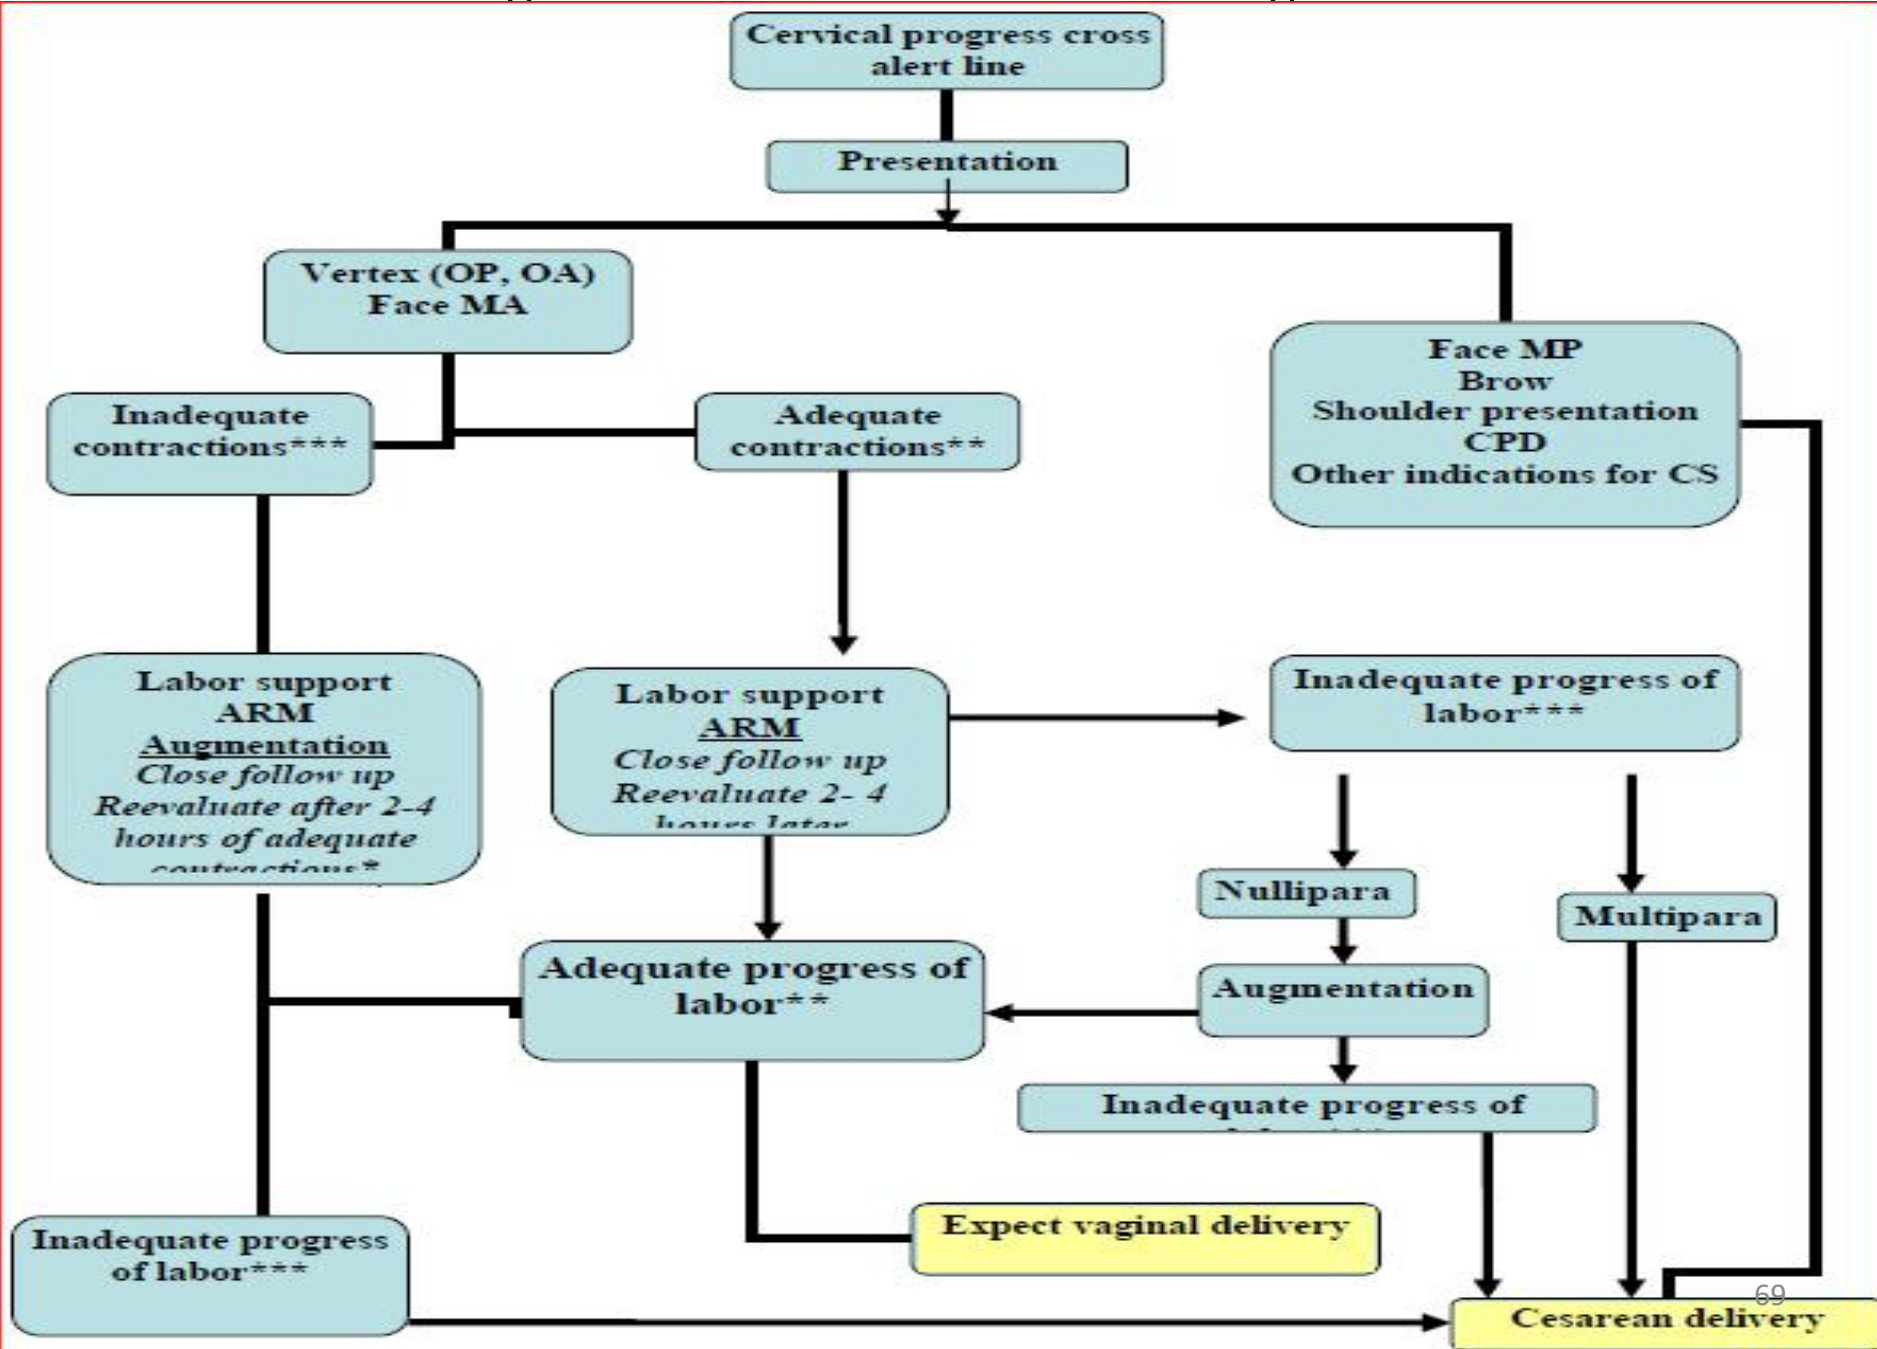 Cervical progress cross
alert line
Presentation
Vertex (OP, OA)
Face MA
Face MP
Brow
Shoulder presentation
CPD
Other indications for CS
Inadequate
contractions***
Adequate
contractions**
Labor support
ARM
Augmentation
Close follow up
Reevaluate after 2-4
hours of adequate
contractions*
Labor support
ARM
Close follow up
Reevaluate 2- 4
hours later
Inadequate progress of
labor***
Nullipara
Multipara
Adequate progress of
labor**
Augmentation
Inadequate progress of
Expect vaginal delivery
Inadequate progress
of labor***
69
Cesarean delivery